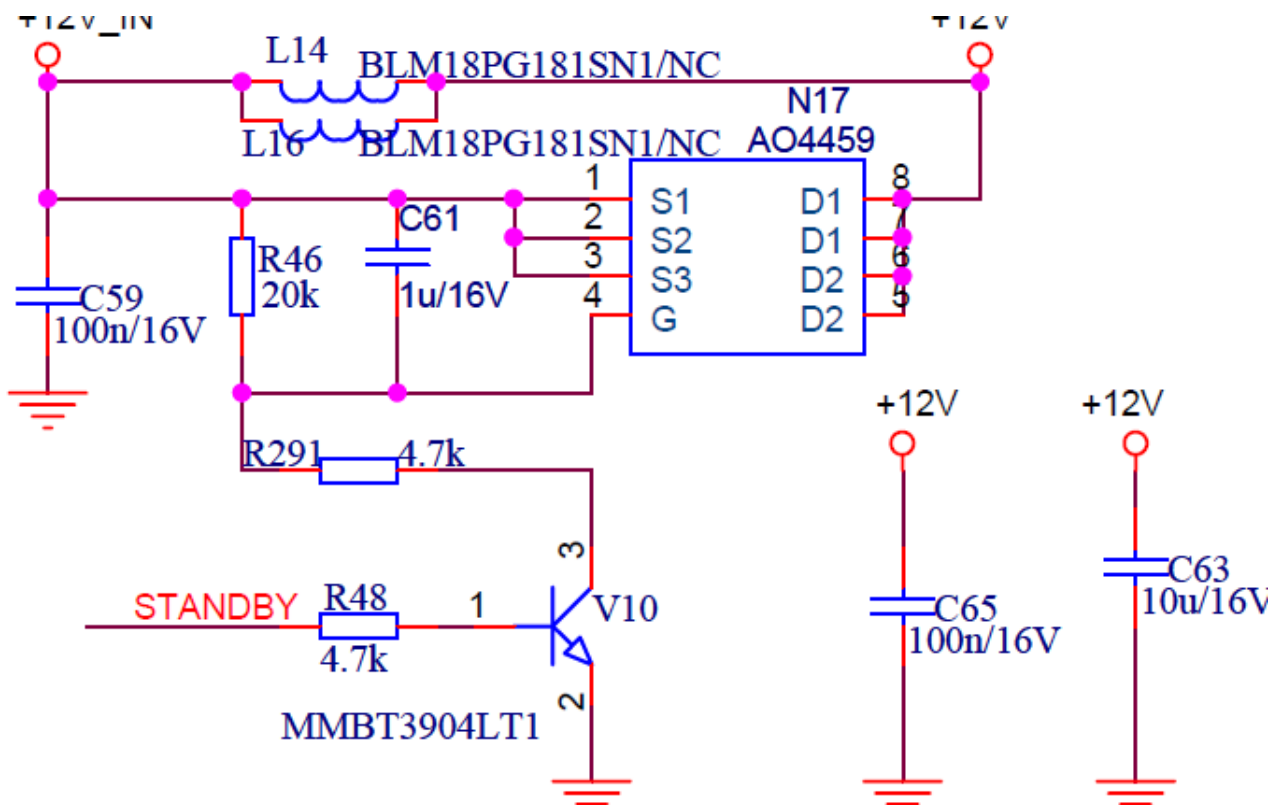 +12V_IN
+12V
L14
BLM18PG181SN1/NC
N17
L16
BLM18PG181SN1/NC
AO4459
1
S1
D1
8
2
S2
D1
7
3
S3
D2
6
4
G
D2
5
C61
1u/16V
R46
20k
C59
100n/16V
R291
4.7k
+12V
+12V
3
STANDBY
R48
4.7k
1
V10
2
MMBT3904LT1
C65
100n/16V
C63
10u/16V